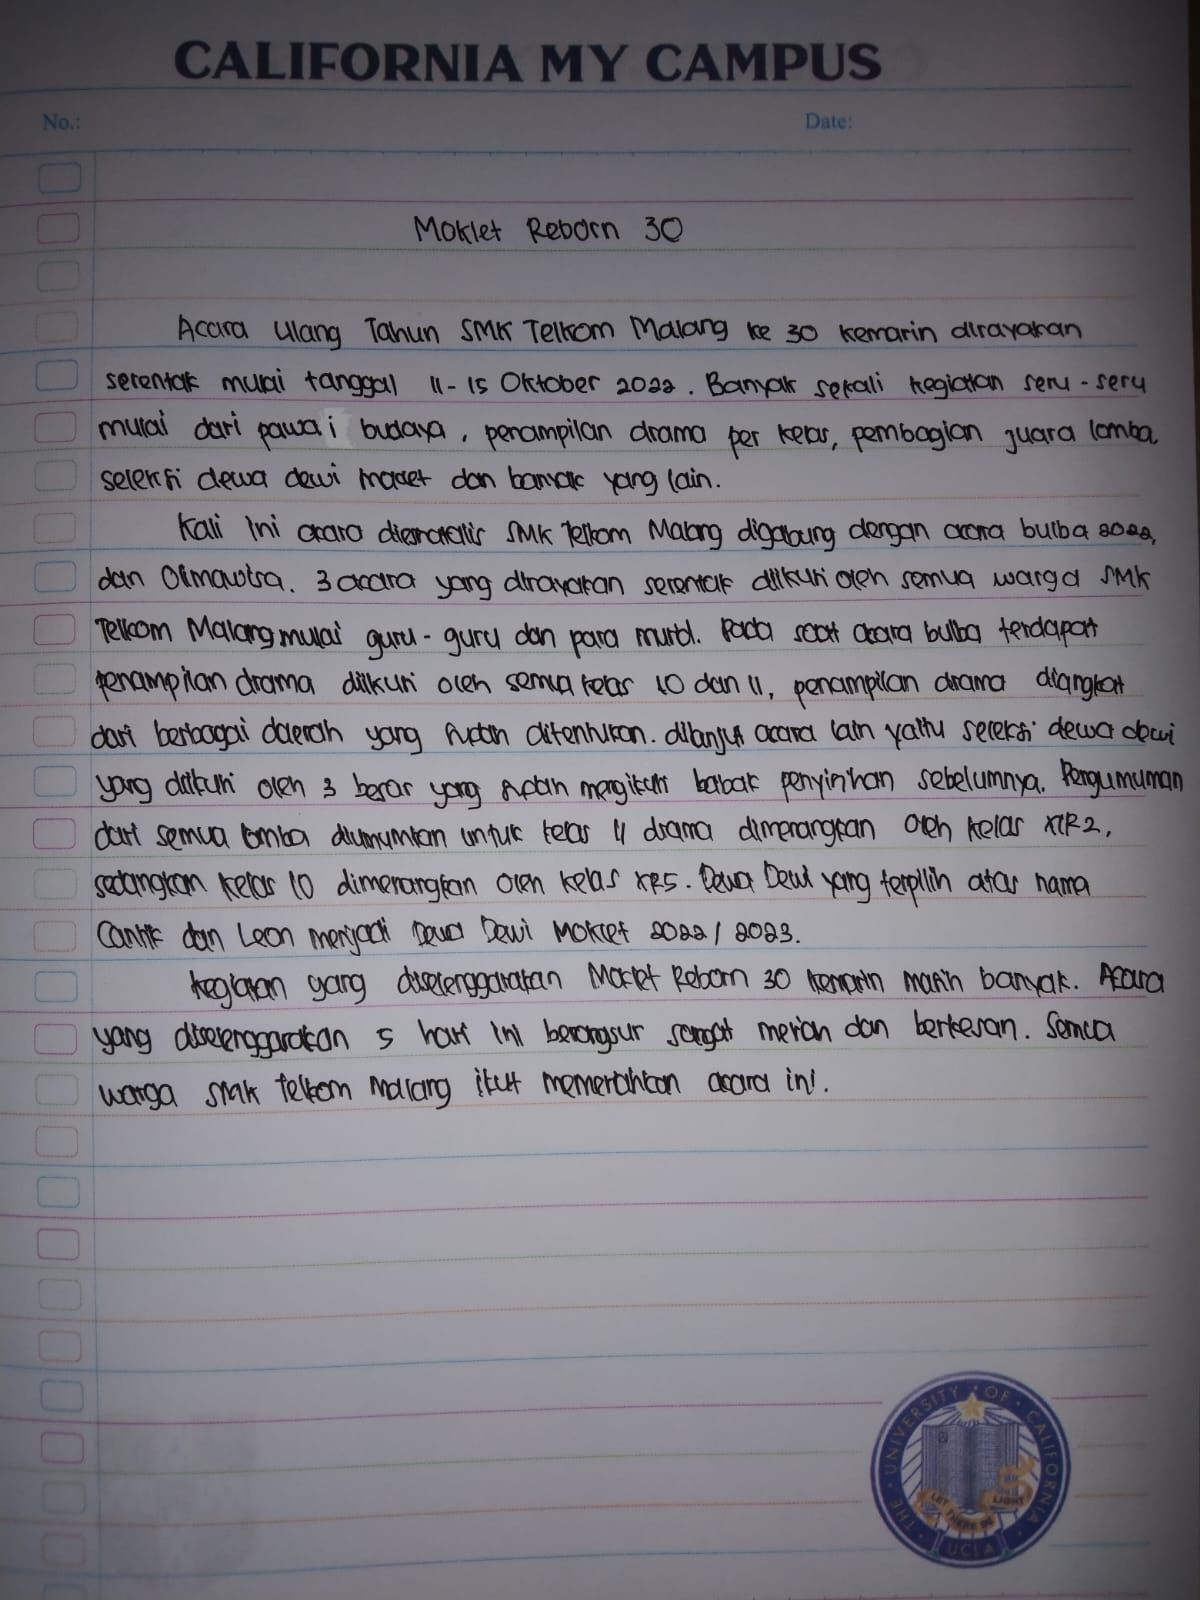 CALIFORNIA MY CAMPUS
No.: Date:
Moklet Reborn 30
Acara Ulang Tahun SMK Telkom Malang ke 30 kemarin dirayakan
serentak mulai tanggal 11-15 Oktober 2022. Banyak sekali kegiatan seru-seru
mulai dari pawai budaya, penampilan drama per kelas, pembagian juara lomba,
seleksi dewa dewi moklet dan banyak yang lain.
Kali ini acara diesnatalis SMK Telkom Malang digabung dengan acara bulba 2022,
dan Olimawtsa. 3 acara yang dirayakan serentak diikuri oleh semua warga SMK
Telkom Malang mulai guru-guru dan para murid. Pada saat acara bulba terdapat
penampilan drama diikuri oleh semua kelas 10 dan 11, penampilan drama diangkat
dari berbagai daerah yang sudah ditentukan. dilanjut acara lain yaitu seleksi dewa dewi
yang diikuri oleh 3 besar yang sudah mengikuti babak penyisihan sebelumnya. Pengumuman
dari semua lomba diumumkan untuk kelas 11 drama dimenangkan oleh kelas XIR2,
sedangkan kelas 10 dimenangkan oleh kelas XR5. Dewa Dewi yang terpilih atas nama
Cantik dan Leon menjadi Dewa Dewi Moklet 2022/2023.
kegiatan yang diselenggarakan Moklet Reborn 30 kemarin masih banyak. Acara
yang diselenggarakan 5 hari ini berangsur sangat meriah dan berkesan. Semua
warga SMK Telkom Malang ikut memeriahkan acara ini.
THE UNIVERSITY OF CALIFORNIA
LET THERE BE LIGHT
UCLA